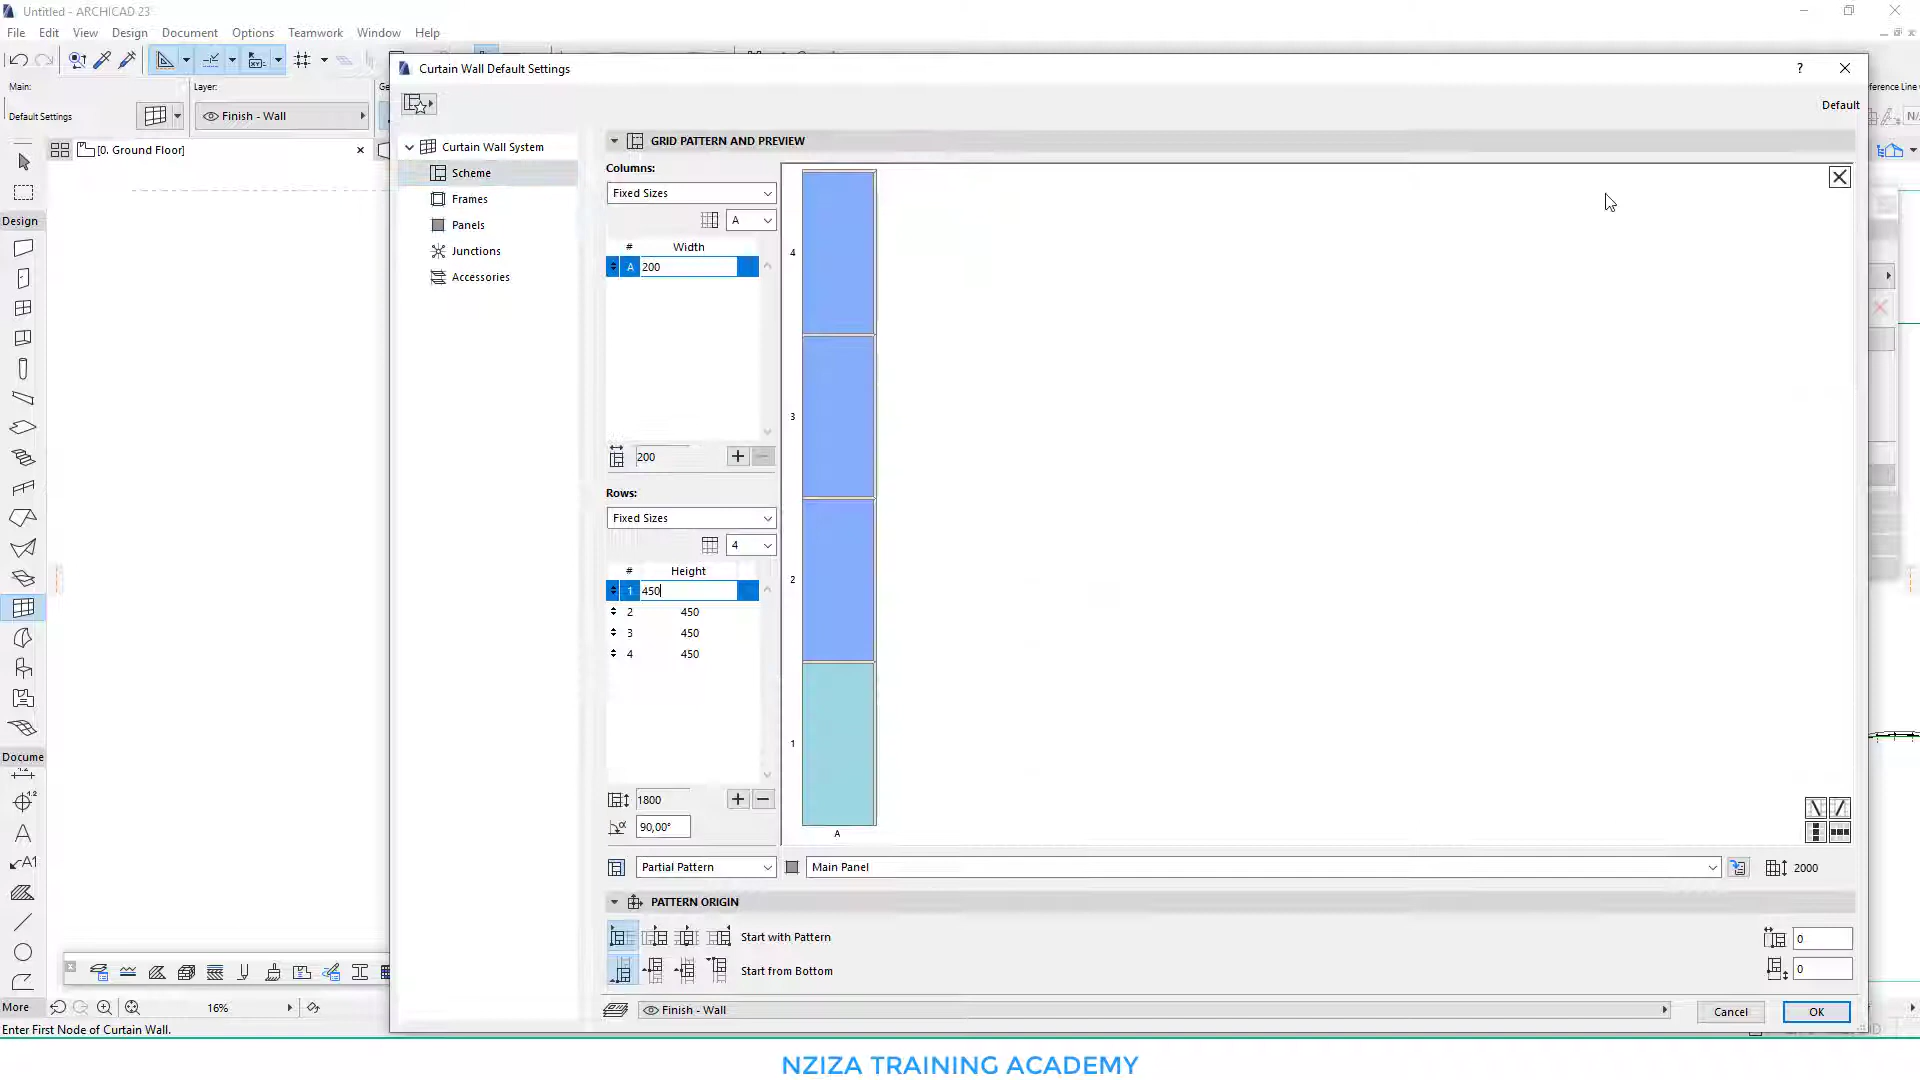 Untitled - ARCHICAD 23
File Edit View Design Document Options Teamwork Window Help
Curtain Wall Default Settings
?
Main:
Layer:
Default Settings
Finish - Wall
Default
[0. Ground Floor]
Curtain Wall System
Scheme
Frames
Panels
Junctions
Accessories
GRID PATTERN AND PREVIEW
Columns:
Fixed Sizes
A
# Width
A 200
200
Rows:
Fixed Sizes
4
# Height
1 450
2 450
3 450
4 450
1800
90,00°
4
3
2
1
A
Partial Pattern
Main Panel
2000
PATTERN ORIGIN
Start with Pattern
0
Start from Bottom
0
Finish - Wall
Cancel
OK
Design
Docume
1.2
A
A1
More
16%
Enter First Node of Curtain Wall.
NZIZA TRAINING ACADEMY